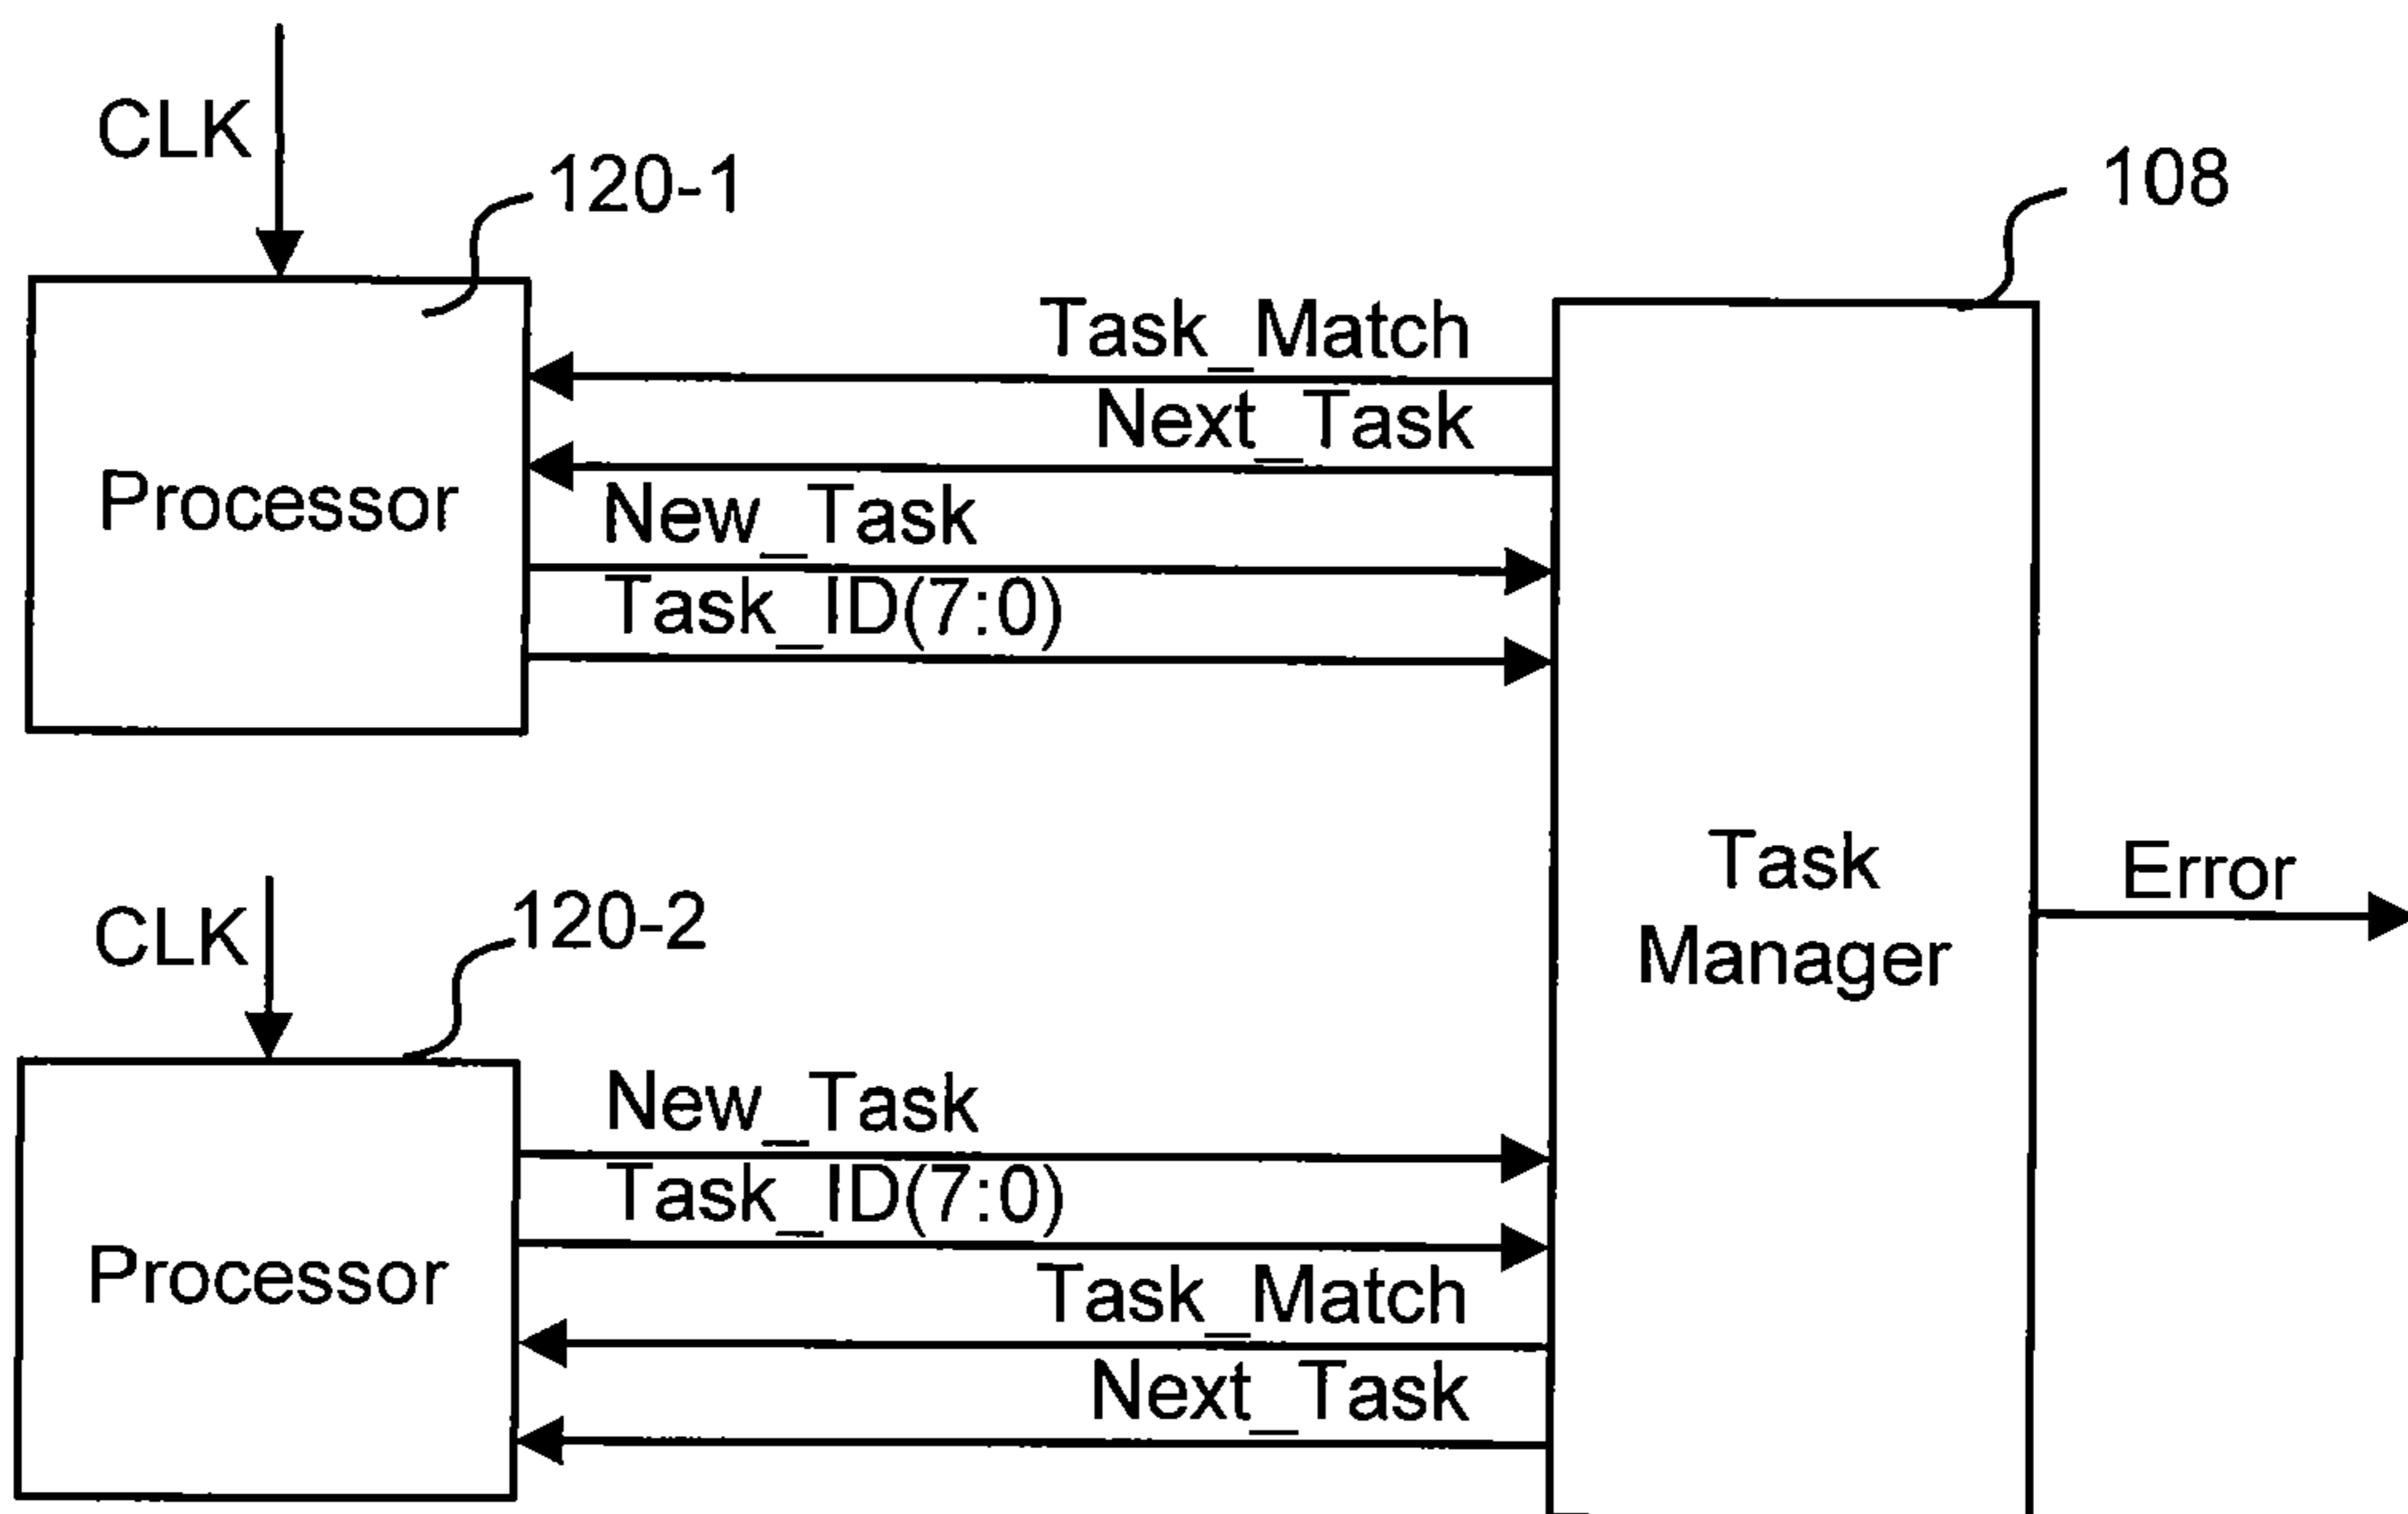 CLK
120-1
108
Task_Match
Next_Task
Processor
New_Task
Task_ID(7:0)
Task
Manager
Error
CLK
120-2
New_Task
Task_ID(7:0)
Processor
Task_Match
Next_Task